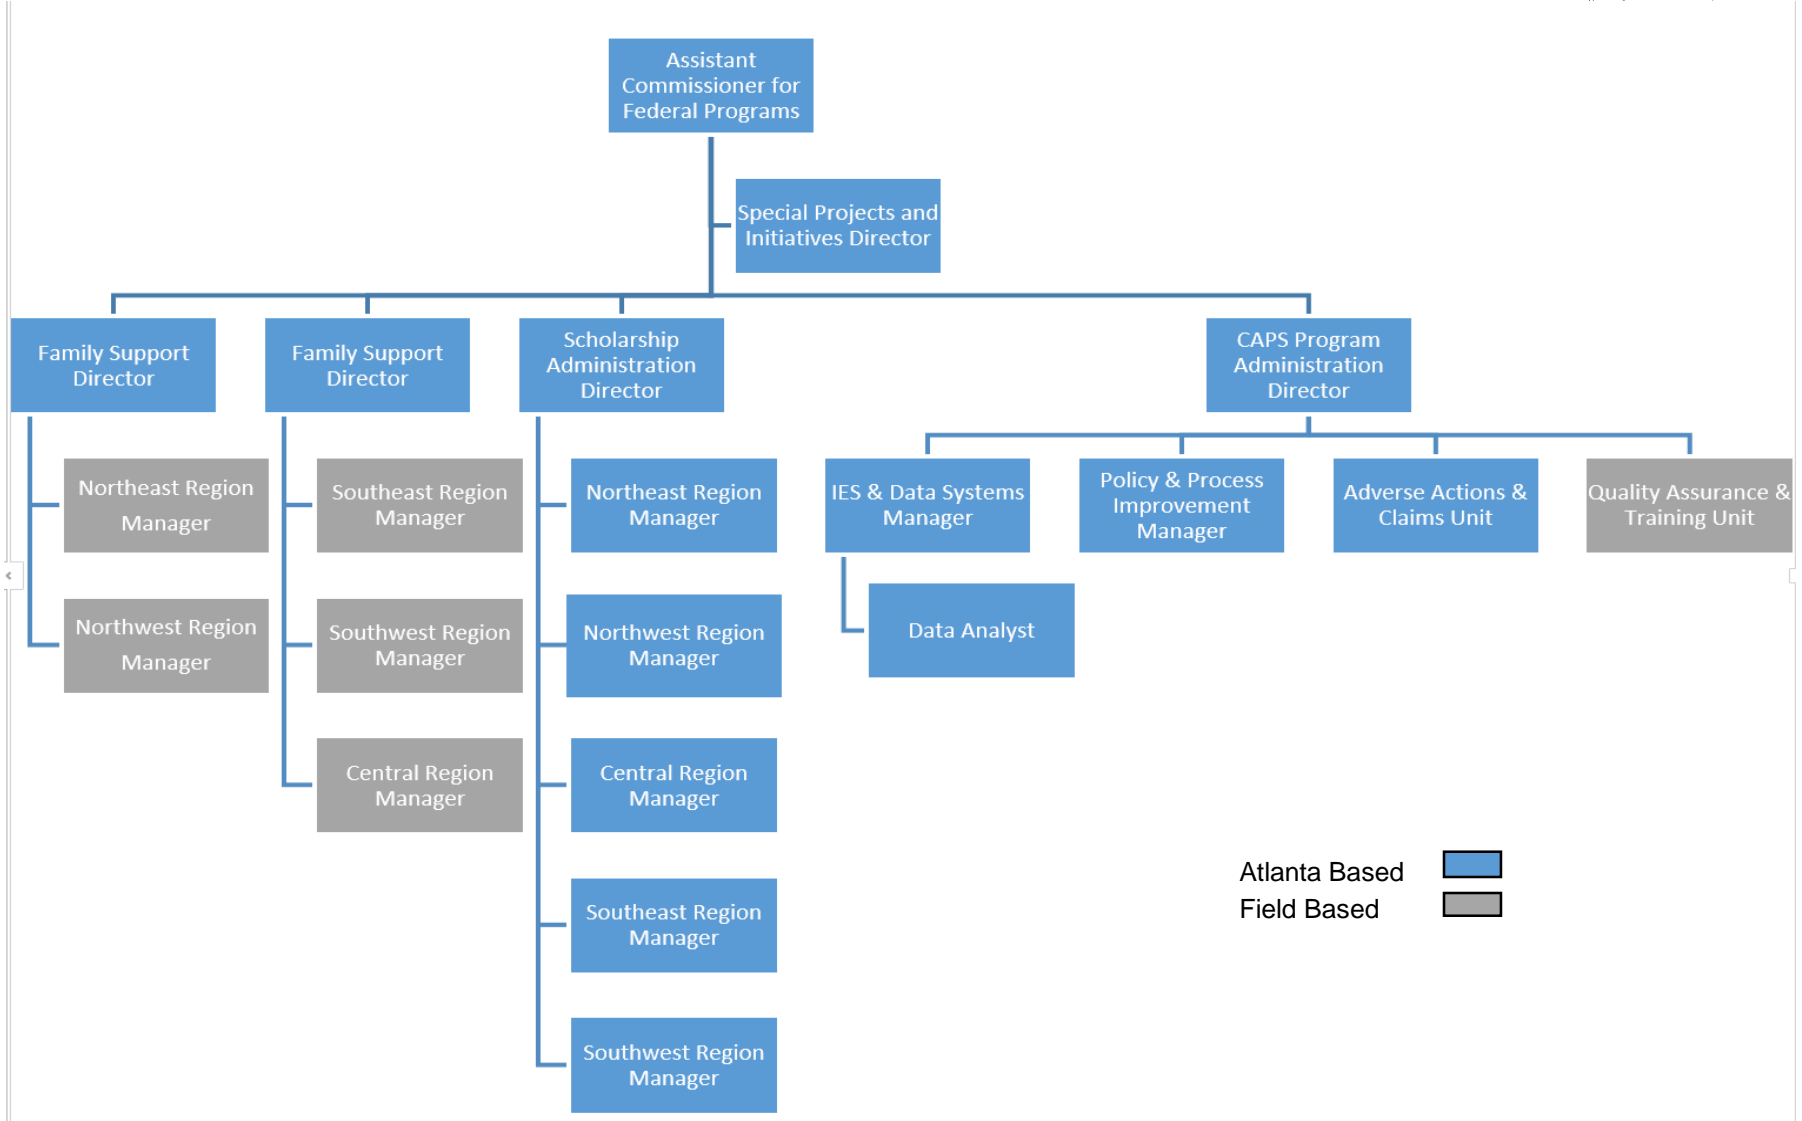 Assistant
Commissioner for
Federal Programs
Special Projects and
Initiatives Director
Family Support
Director
Family Support
Director
Scholarship
Administration
Director
CAPS Program
Administration
Director
Northeast Region
Manager
Northwest Region
Manager
Southeast Region
Manager
Southwest Region
Manager
Central Region
Manager
Northeast Region
Manager
Northwest Region
Manager
Central Region
Manager
Southeast Region
Manager
Southwest Region
Manager
IES & Data Systems
Manager
Data Analyst
Policy & Process
Improvement
Manager
Adverse Actions &
Claims Unit
Quality Assurance &
Training Unit
Atlanta Based
Field Based